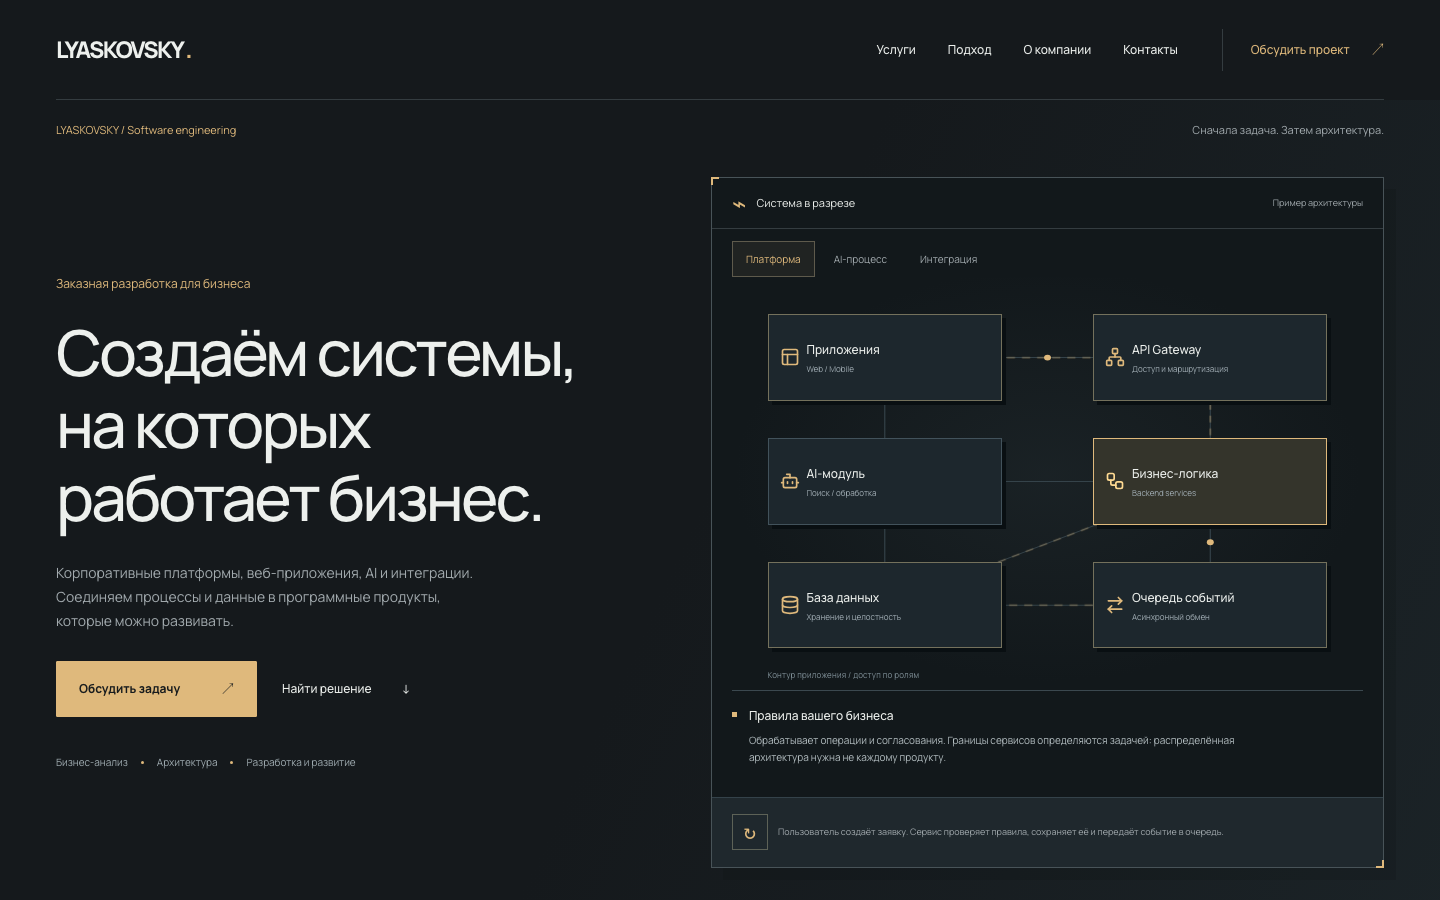 LYASKOVSKY.
Услуги Подход О компании Контакты Обсудить проект ↗
LYASKOVSKY / Software engineering
Сначала задача. Затем архитектура.
Заказная разработка для бизнеса
Создаём системы,
на которых
работает бизнес.
Корпоративные платформы, веб-приложения, AI и интеграции.
Соединяем процессы и данные в программные продукты,
которые можно развивать.
Обсудить задачу ↗
Найти решение ↓
Бизнес-анализ • Архитектура • Разработка и развитие
Система в разрезе
Пример архитектуры
Платформа AI-процесс Интеграция
Приложения
Web / Mobile
API Gateway
Доступ и маршрутизация
AI-модуль
Поиск / обработка
Бизнес-логика
Backend services
База данных
Хранение и целостность
Очередь событий
Асинхронный обмен
Контур приложения / доступ по ролям
Правила вашего бизнеса
Обрабатывает операции и согласования. Границы сервисов определяются задачей: распределённая
архитектура нужна не каждому продукту.
↻ Пользователь создаёт заявку. Сервис проверяет правила, сохраняет её и передаёт событие в очередь.